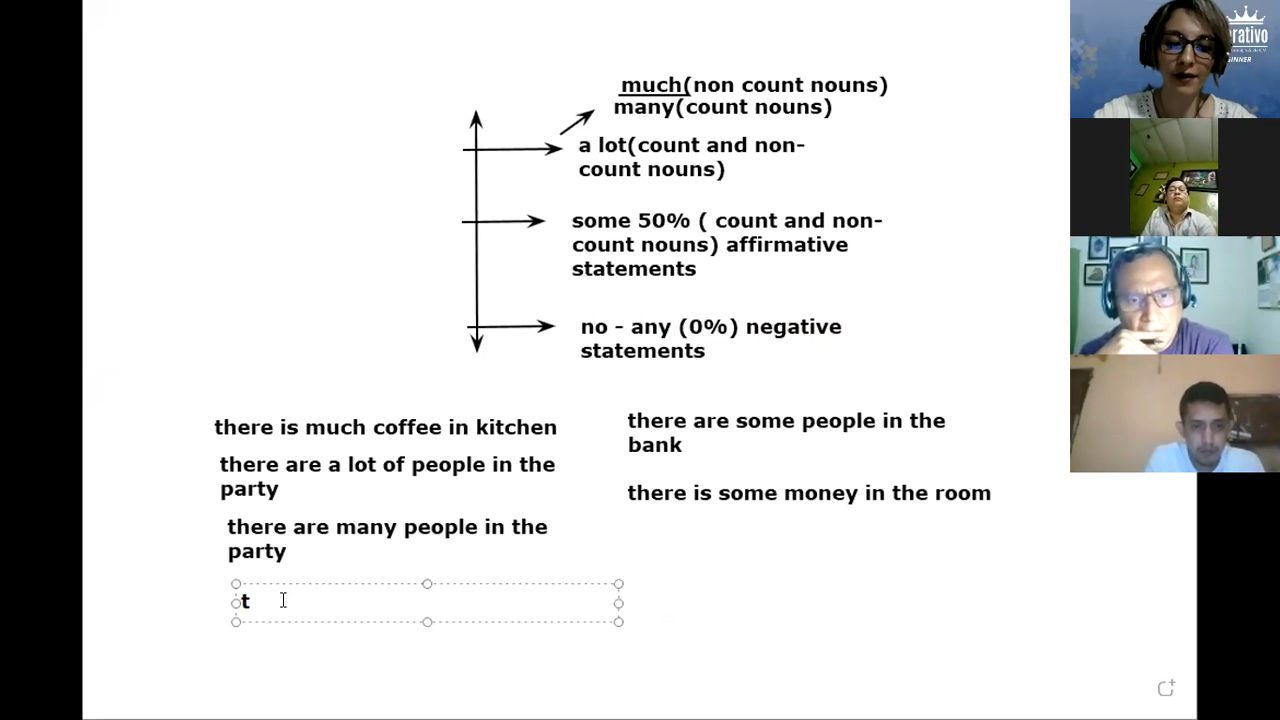 much(non count nouns)
many(count nouns)
a lot(count and non-
count nouns)
some 50% ( count and non-
count nouns) affirmative
statements
no - any (0%) negative
statements
there is much coffee in kitchen
there are a lot of people in the
party
there are many people in the
party
t
there are some people in the
bank
there is some money in the room